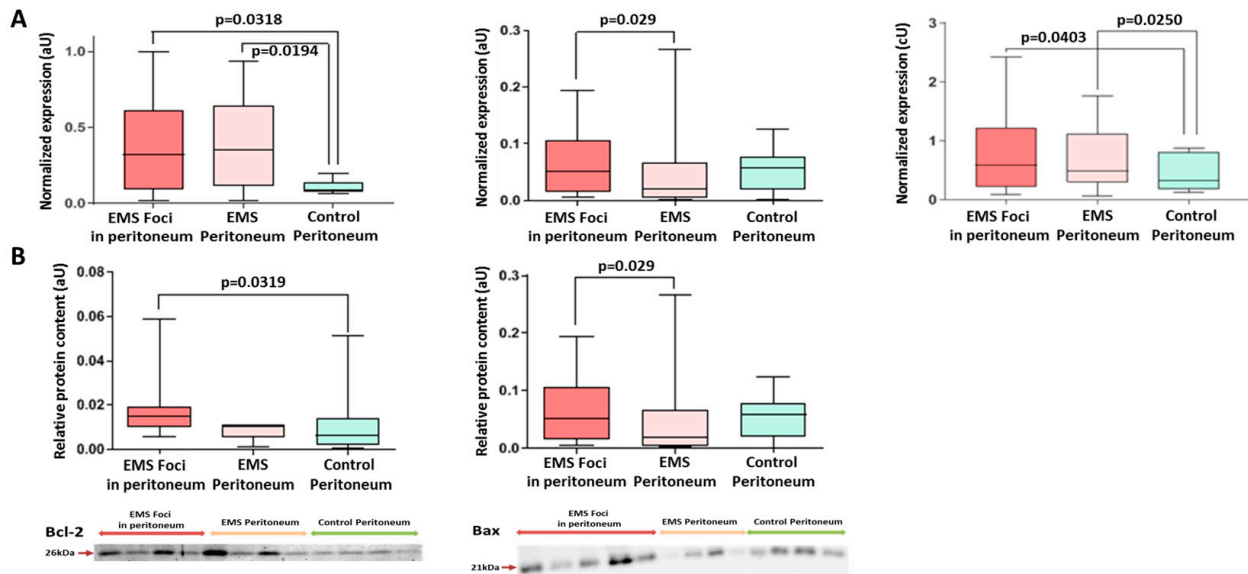 A
p=0.0318
p=0.0194
Normalized expression (aU)
1.0
0.5
0.0
EMS Foci
in peritoneum
EMS
Peritoneum
Control
Peritoneum
p=0.029
Normalized expression (aU)
0.3
0.2
0.1
0.0
EMS Foci
in peritoneum
EMS
Peritoneum
Control
Peritoneum
p=0.0250
p=0.0403
Normalized expression (cU)
3
2
1
0
EMS Foci
in peritoneum
EMS
Peritoneum
Control
Peritoneum
B
p=0.0319
Relative protein content (aU)
0.08
0.06
0.04
0.02
0.00
EMS Foci
in peritoneum
EMS
Peritoneum
Control
Peritoneum
p=0.029
Relative protein content (aU)
0.3
0.2
0.1
0.0
EMS Foci
in peritoneum
EMS
Peritoneum
Control
Peritoneum
Bcl-2
EMS Foci
in peritoneum
EMS Peritoneum
Control Peritoneum
26kDa
Bax
EMS Foci
in peritoneum
EMS Peritoneum
Control Peritoneum
21kDa